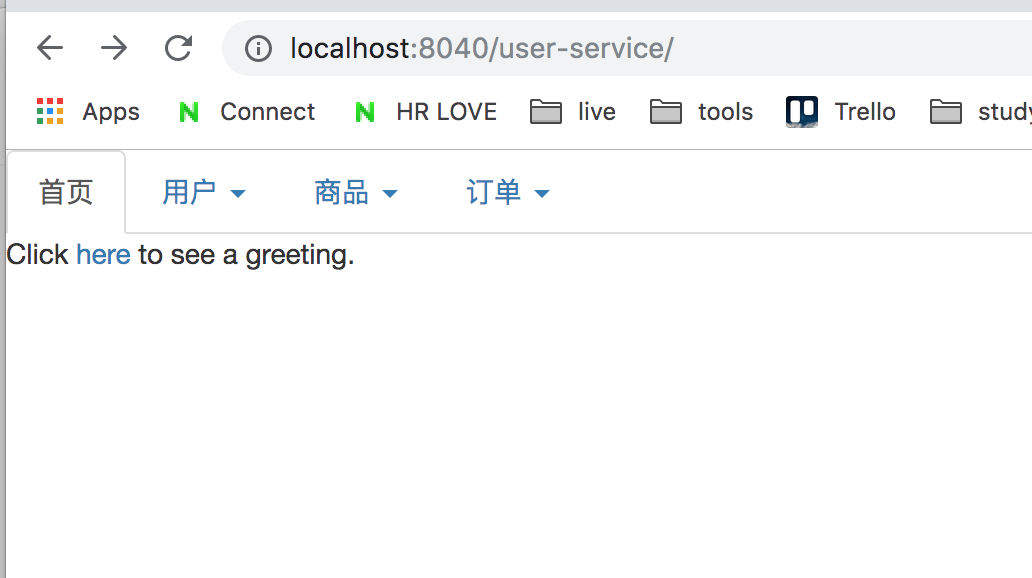 localhost:8040/user-service/
Apps Connect HR LOVE live tools Trello study
首页 用户 商品 订单
Click here to see a greeting.